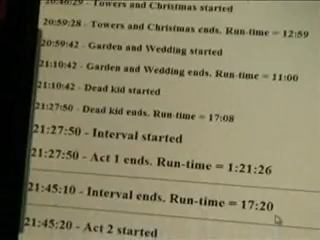 20:46:29 - Towers and Christmas started
20:59:28 - Towers and Christmas ends. Run-time = 12:59
20:59:42 - Garden and Wedding started
21:10:42 - Garden and Wedding ends. Run-time = 11:00
21:10:42 - Dead kid started
21:27:50 - Dead kid ends. Run-time = 17:08
21:27:50 - Interval started
21:27:50 - Act 1 ends. Run-time = 1:21:26
21:45:10 - Interval ends. Run-time = 17:20
21:45:20 - Act 2 started